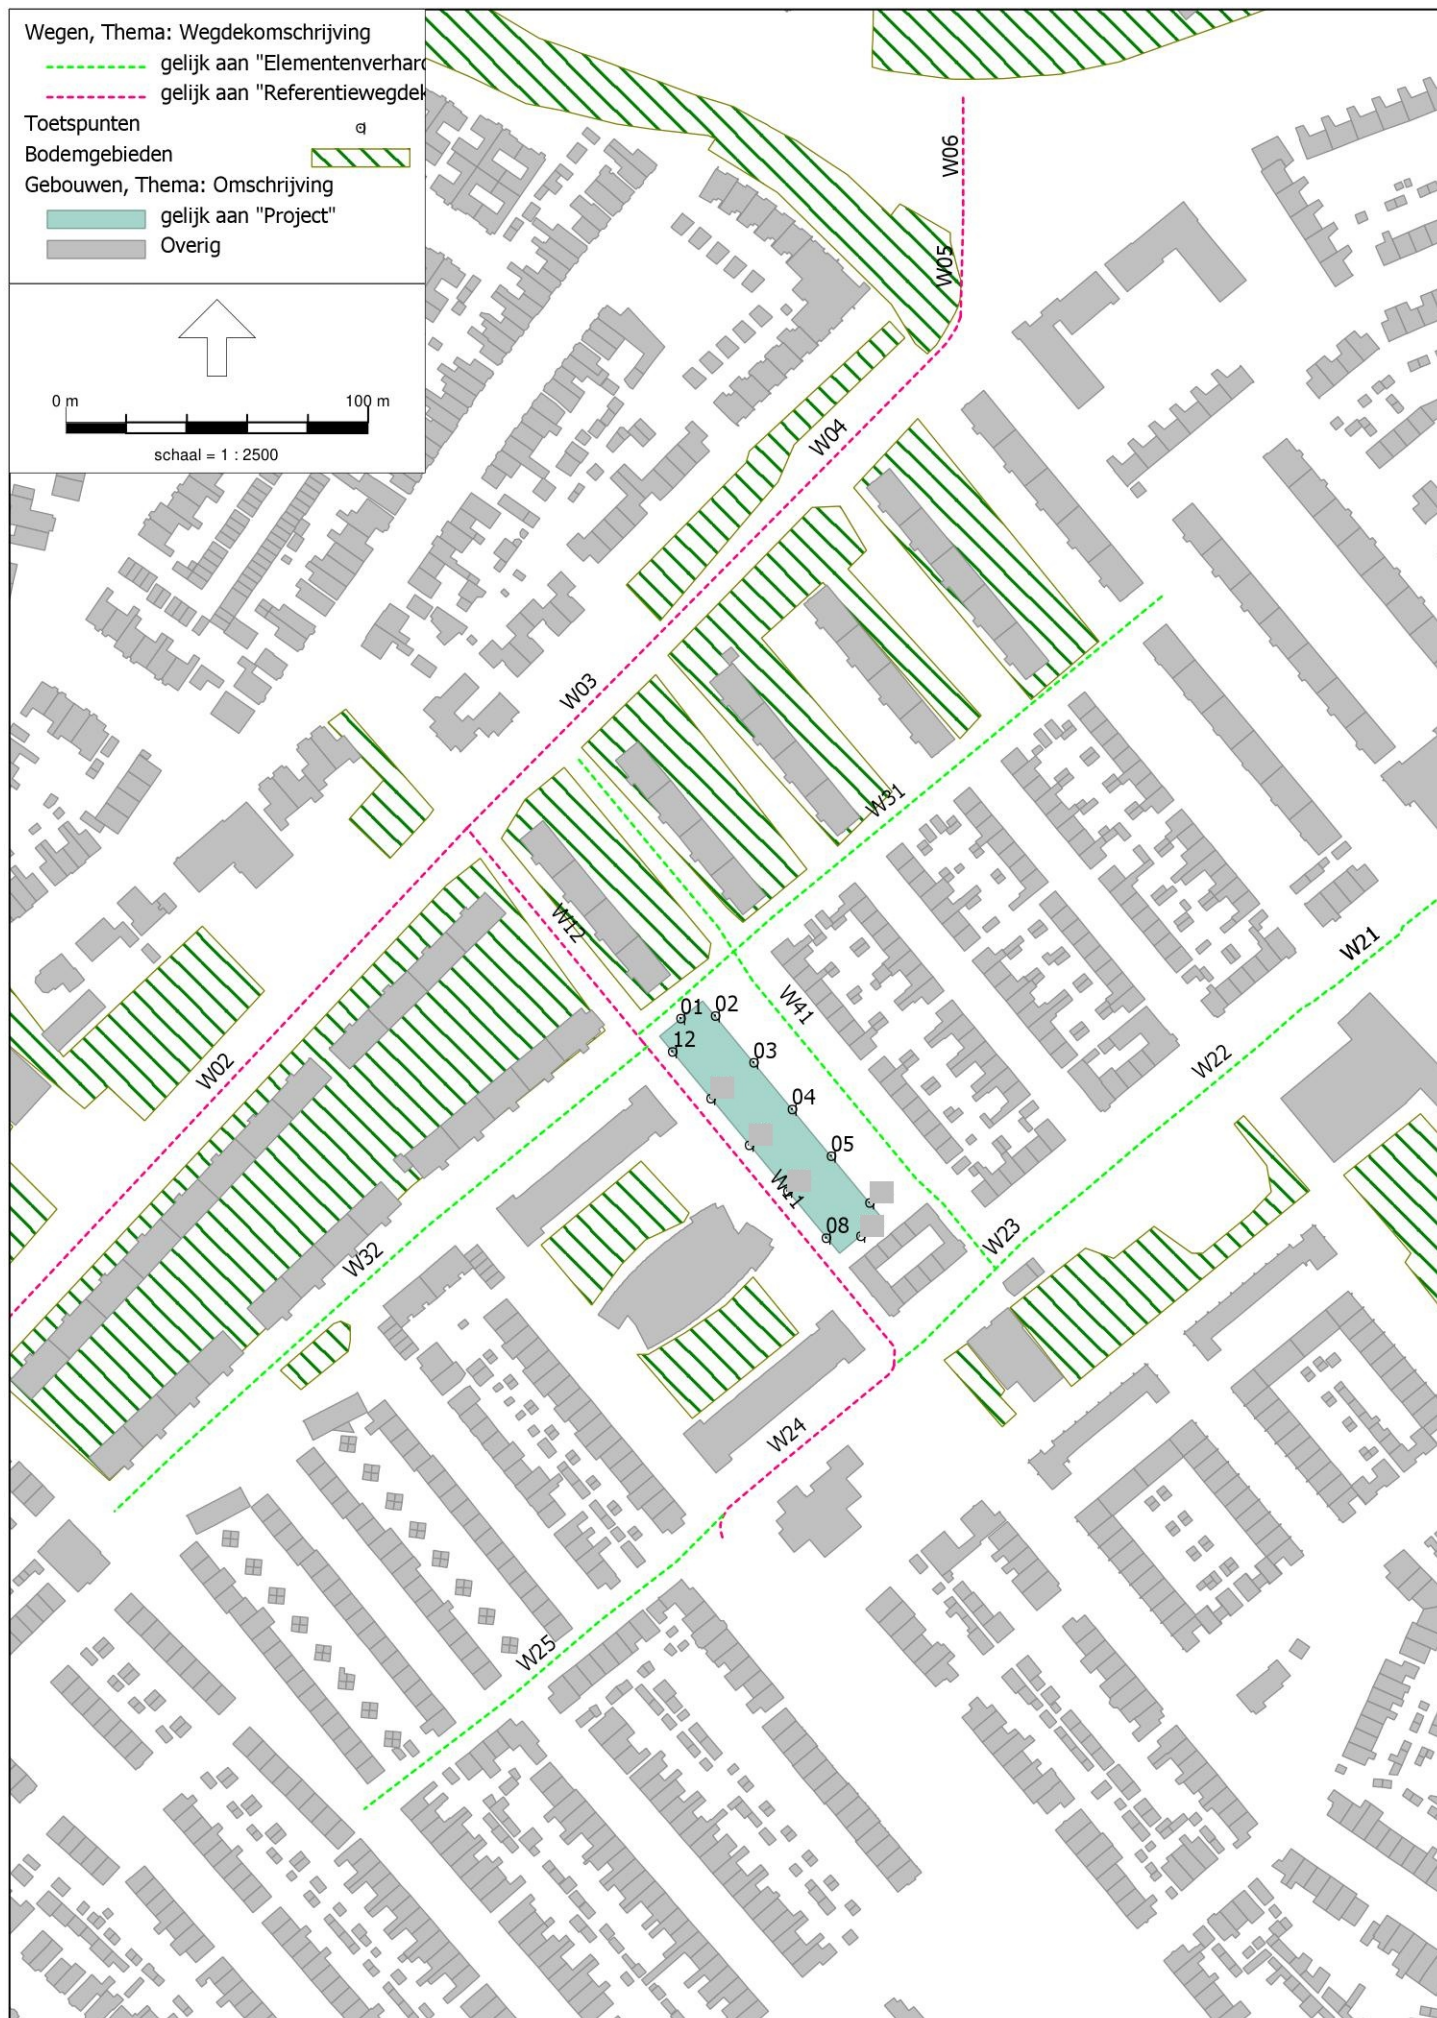 Wegen, Thema: Wegdekomschrijving
gelijk aan "Elementenverhard
gelijk aan "Referentiewegdek
Toetspunten
Bodemgebieden
Gebouwen, Thema: Omschrijving
gelijk aan "Project"
Overig
0 m 100 m
schaal = 1 : 2500
W06
W05
W04
W03
W31
W12
W21
W41
01 02
12
03
W02
W22
04
05
W11
08
W23
W32
W24
W25